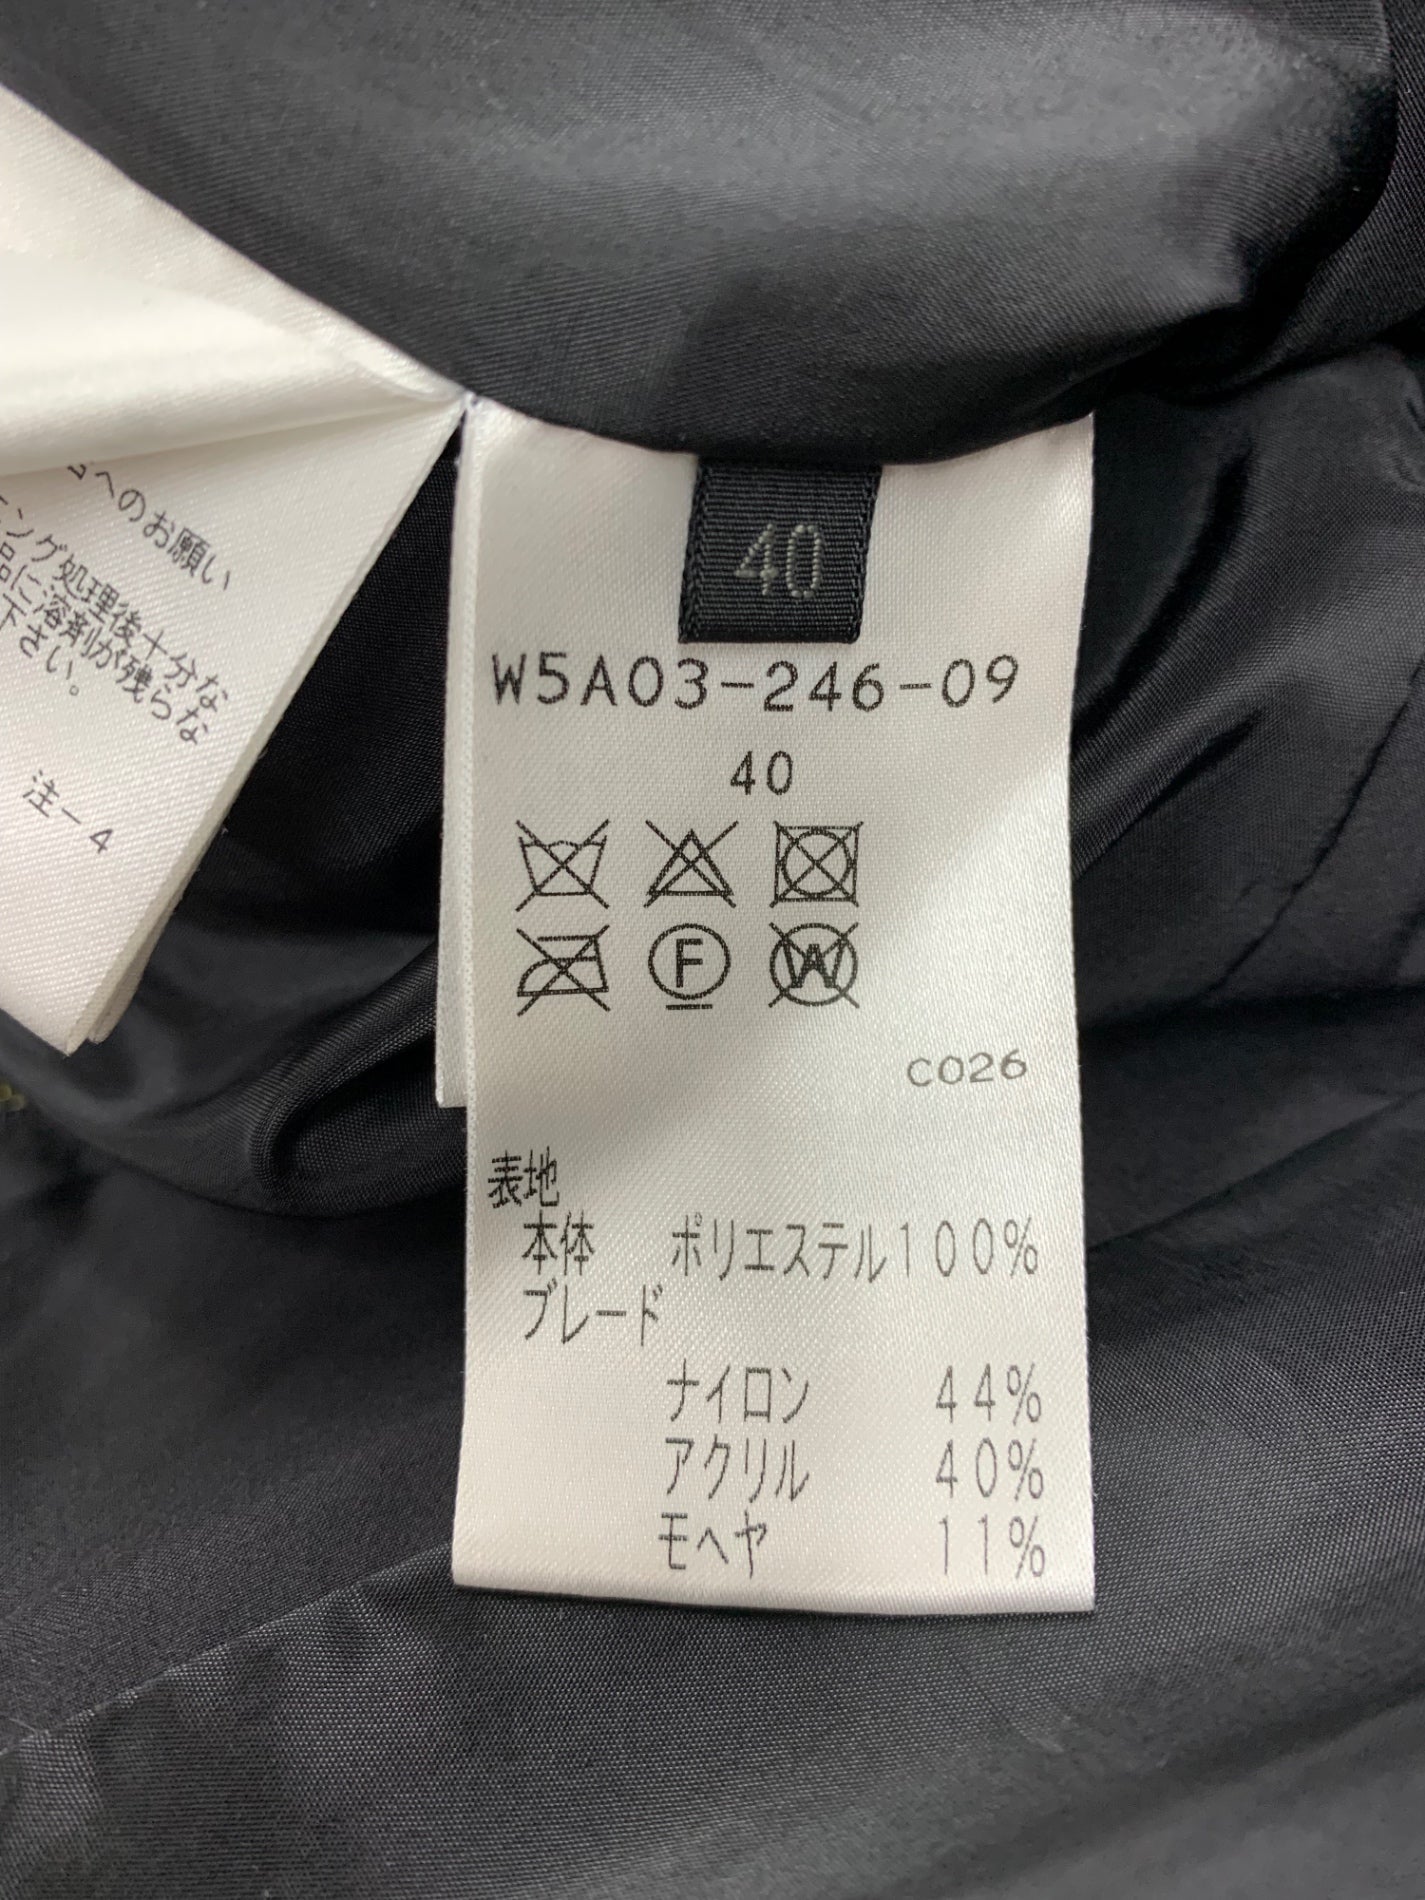 へのお願い
ング処理後十分な
品に溶剤が残らな
下さい。
注-4
40
W5A03-246-09
40
F
W
C026
表地
本体 ポリエステル100%
ブレード
ナイロン 44%
アクリル 40%
モヘヤ 11%